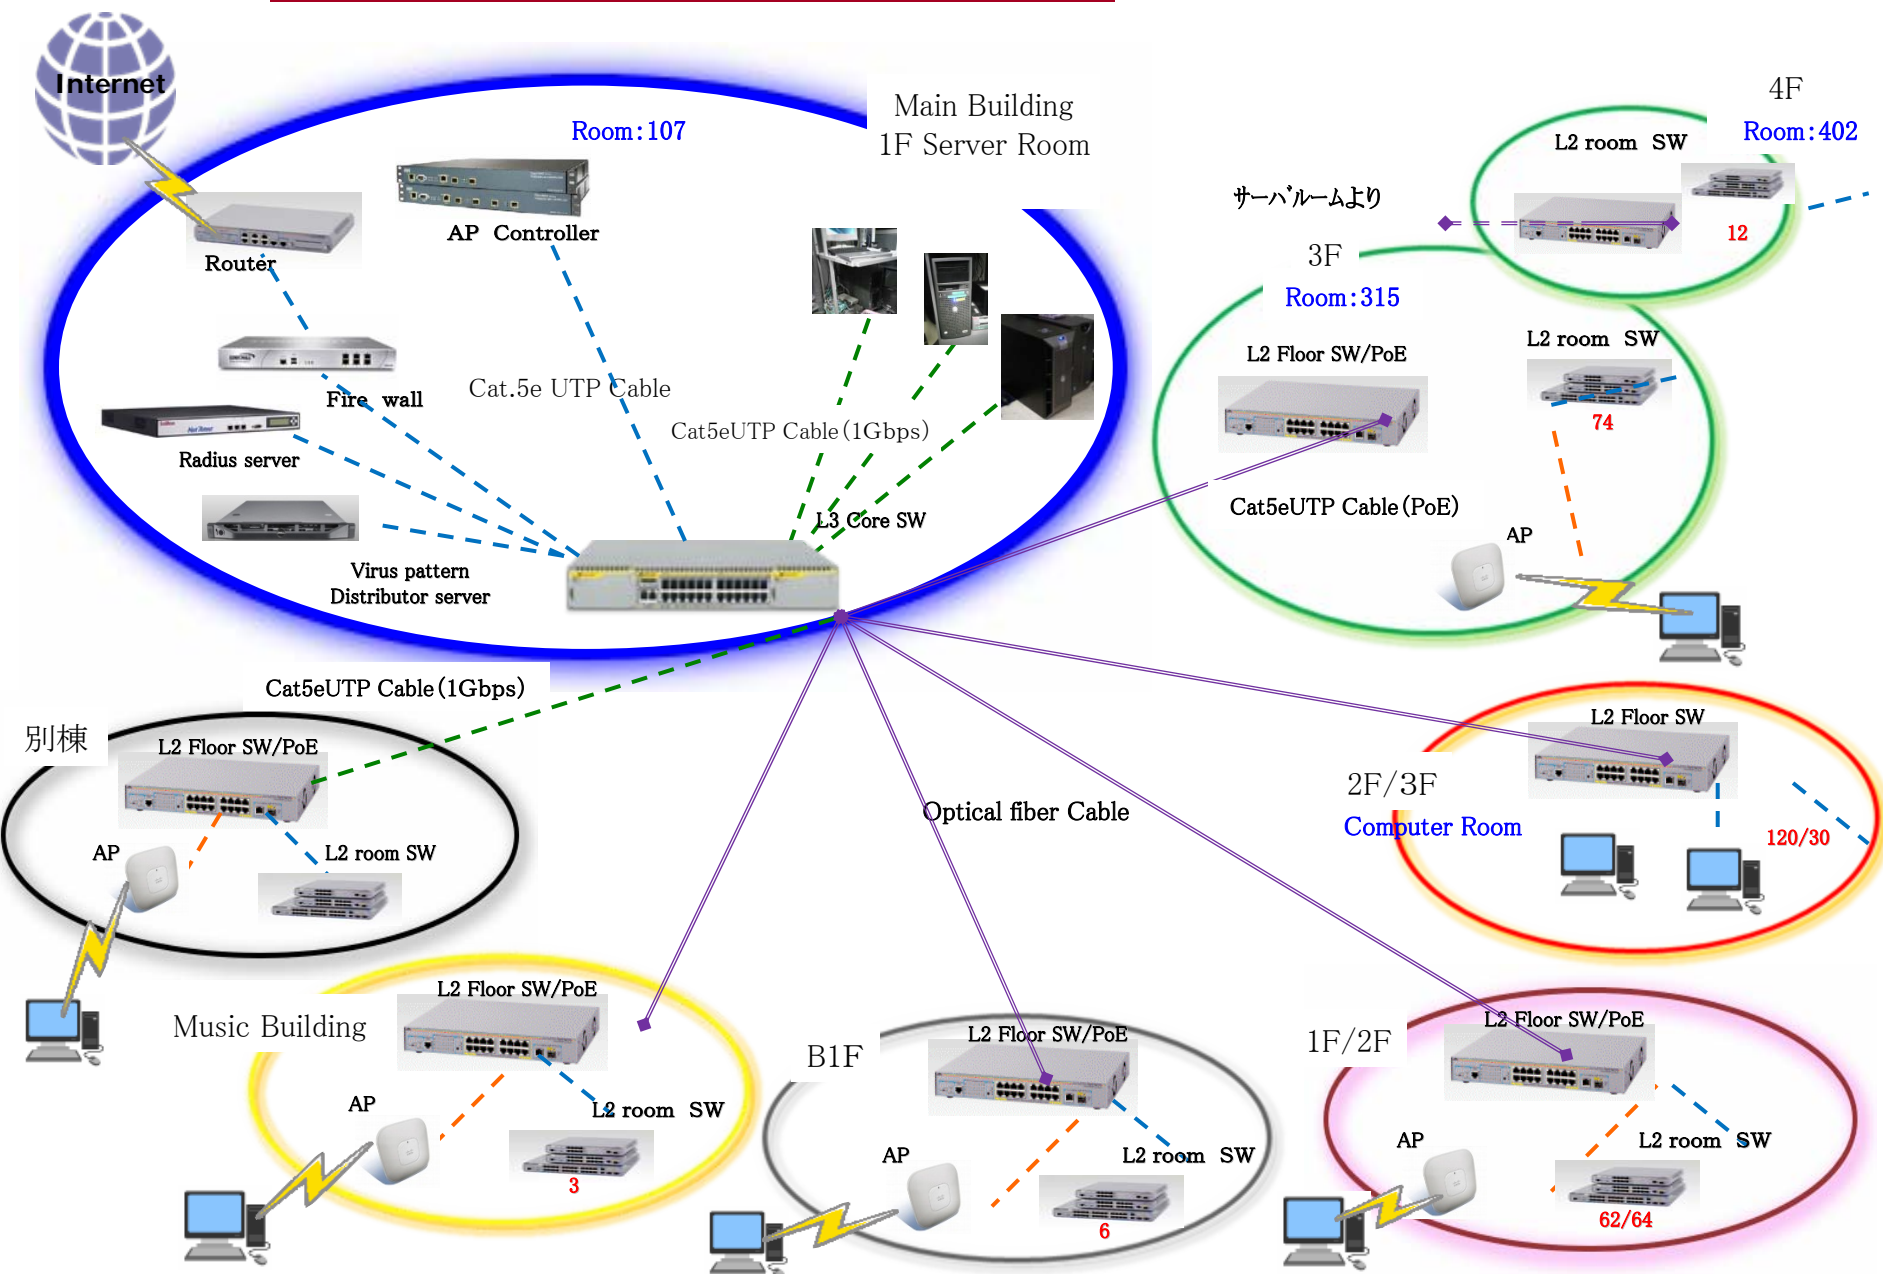 Internet
Room:107
Main Building
1F Server Room
AP Controller
Router
Fire wall
Cat.5e UTP Cable
Cat5eUTP Cable(1Gbps)
Radius server
L3 Core SW
Virus pattern
Distributor server
4F
Room:402
L2 room SW
サーバルームより
12
3F
Room:315
L2 Floor SW/PoE
L2 room SW
74
Cat5eUTP Cable(PoE)
AP
Cat5eUTP Cable(1Gbps)
別棟
L2 Floor SW/PoE
AP
L2 room SW
Optical fiber Cable
L2 Floor SW
2F/3F
Computer Room
120/30
Music Building
L2 Floor SW/PoE
AP
L2 room SW
3
B1F
L2 Floor SW/PoE
AP
L2 room SW
6
1F/2F
L2 Floor SW/PoE
AP
L2 room SW
62/64